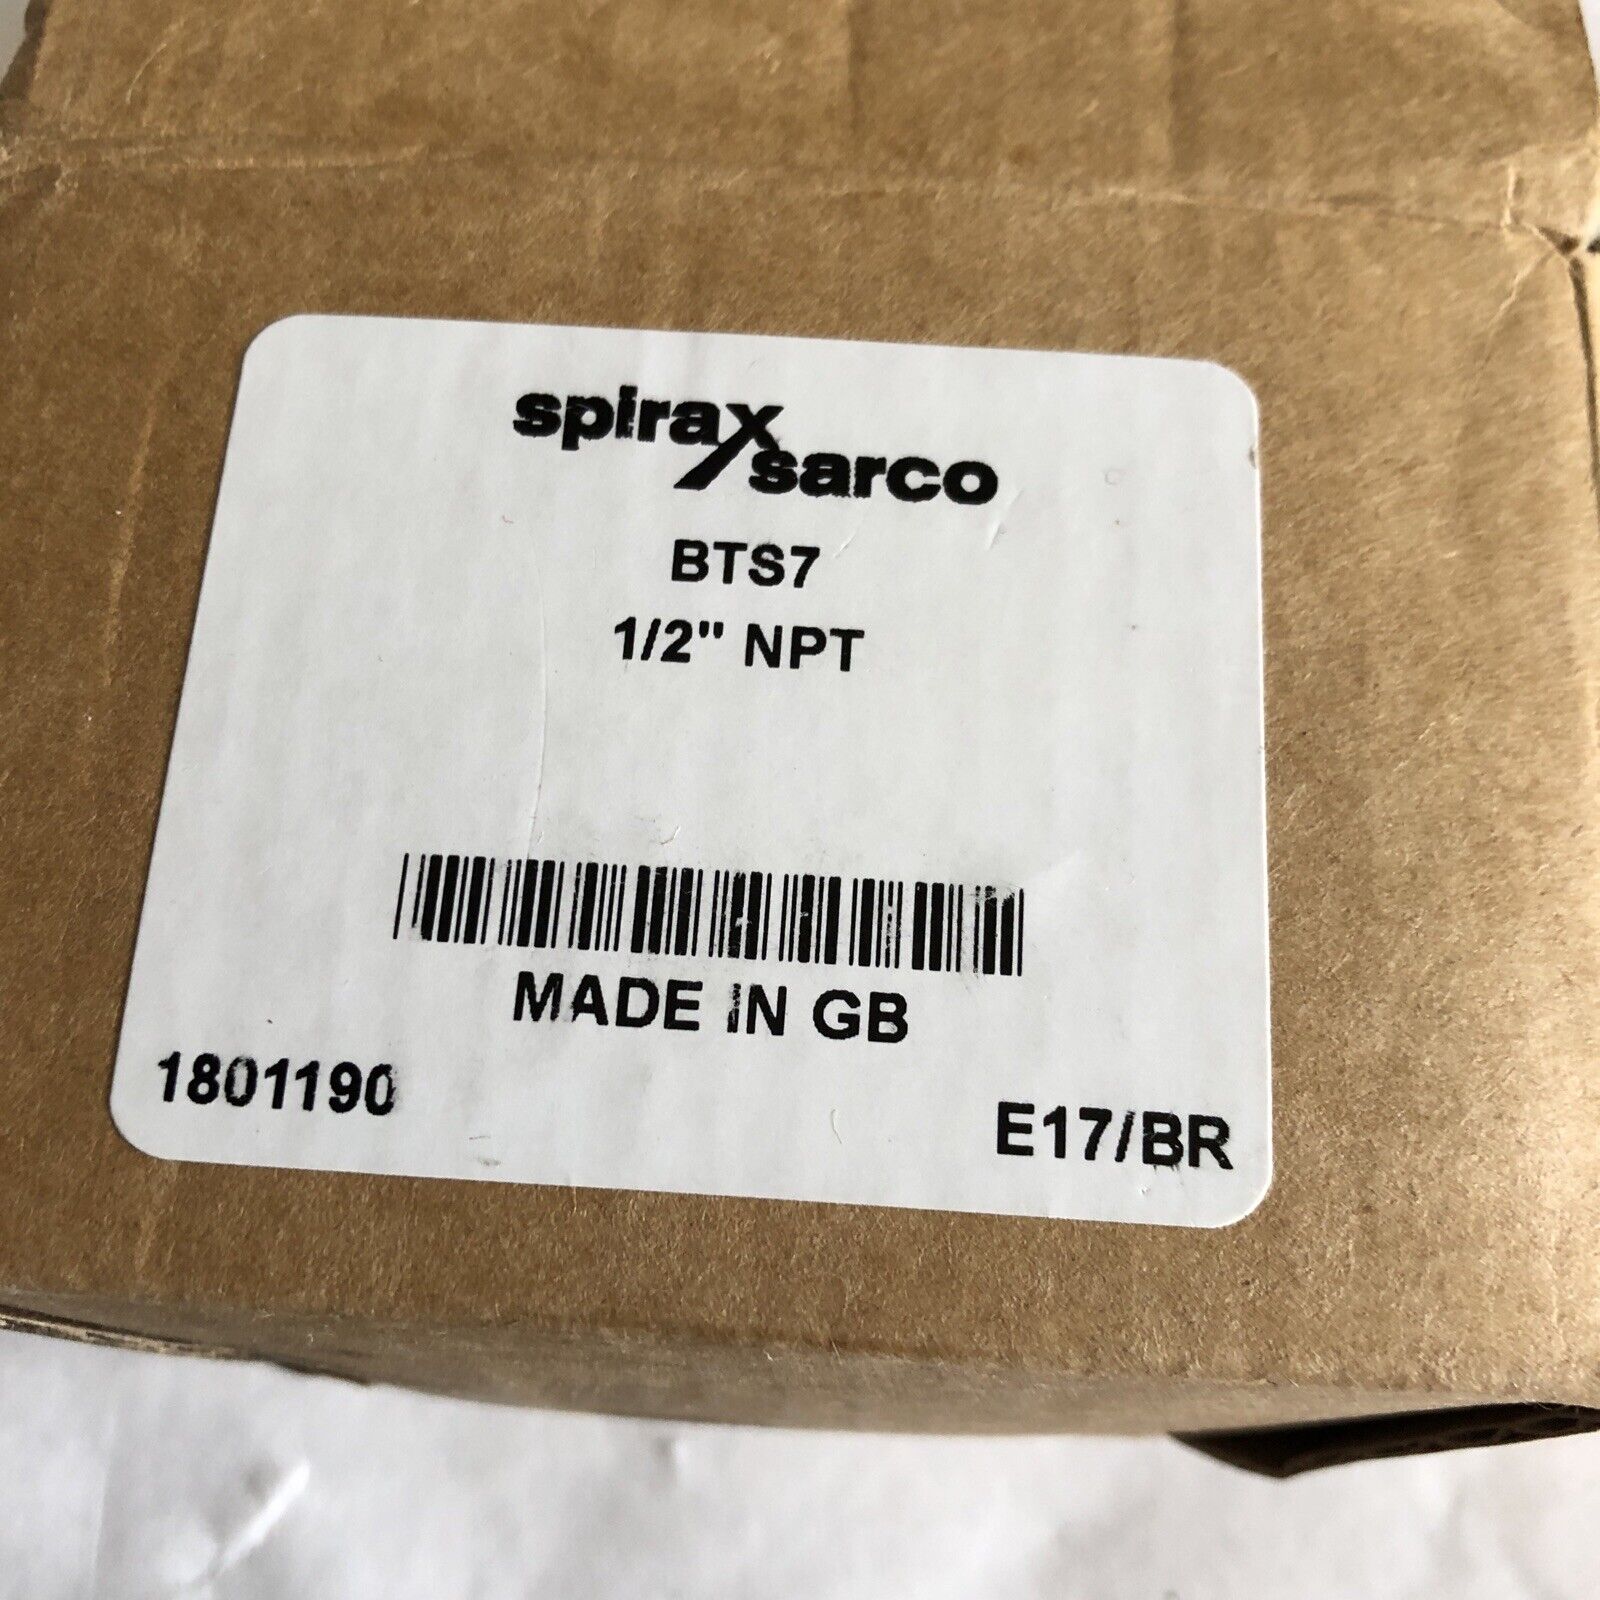 spirax
sarco
BTS7
1/2" NPT
MADE IN GB
1801190
E17/BR